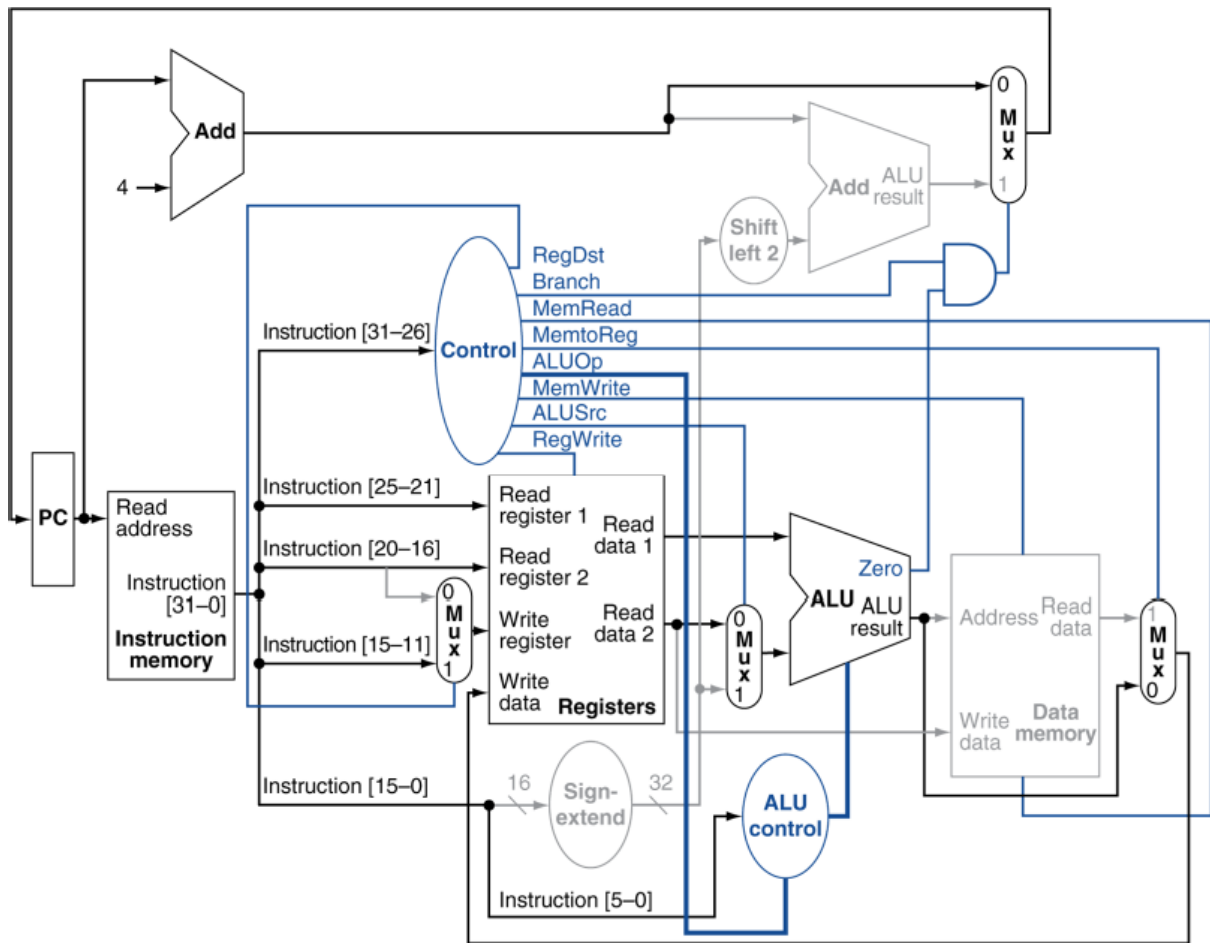 0
M
u
x
1
Add
4
Add
ALU
result
Shift
left 2
RegDst
Branch
MemRead
MemtoReg
ALUOp
MemWrite
ALUSrc
RegWrite
Control
Instruction [31–26]
Instruction [25–21]
Instruction [20–16]
Instruction [15–11]
Instruction [15–0]
Instruction [5–0]
PC
Read
address
Instruction
[31–0]
Instruction
memory
0
M
u
x
1
Read
register 1
Read
register 2
Write
register
Write
data
Read
data 1
Read
data 2
Registers
0
M
u
x
1
Zero
ALU
ALU
result
Address
Read
data
Write
data
Data
memory
1
M
u
x
0
16
Sign-
extend
32
ALU
control